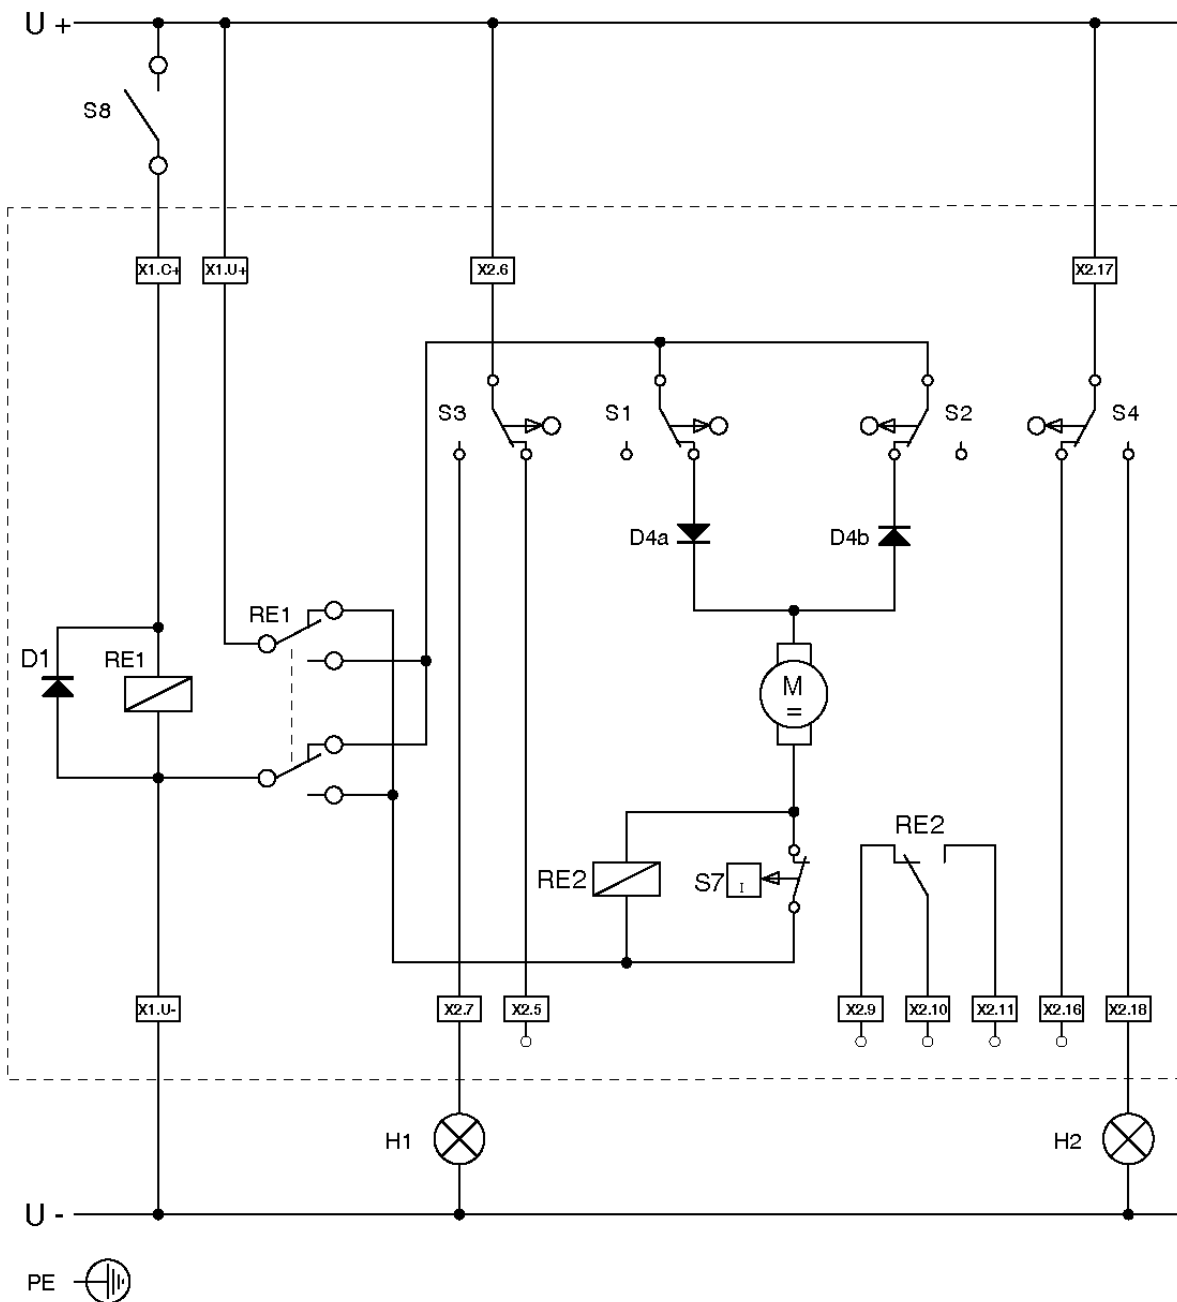 U +
S8
X1.C+ X1.U+ X2.6 X2.17
S3 S1 S2 S4
D4a D4b
RE1
D1 RE1
M
=
RE2
RE2 S7 I
X1.U- X2.7 X2.5 X2.9 X2.10 X2.11 X2.16 X2.18
H1 H2
U -
PE